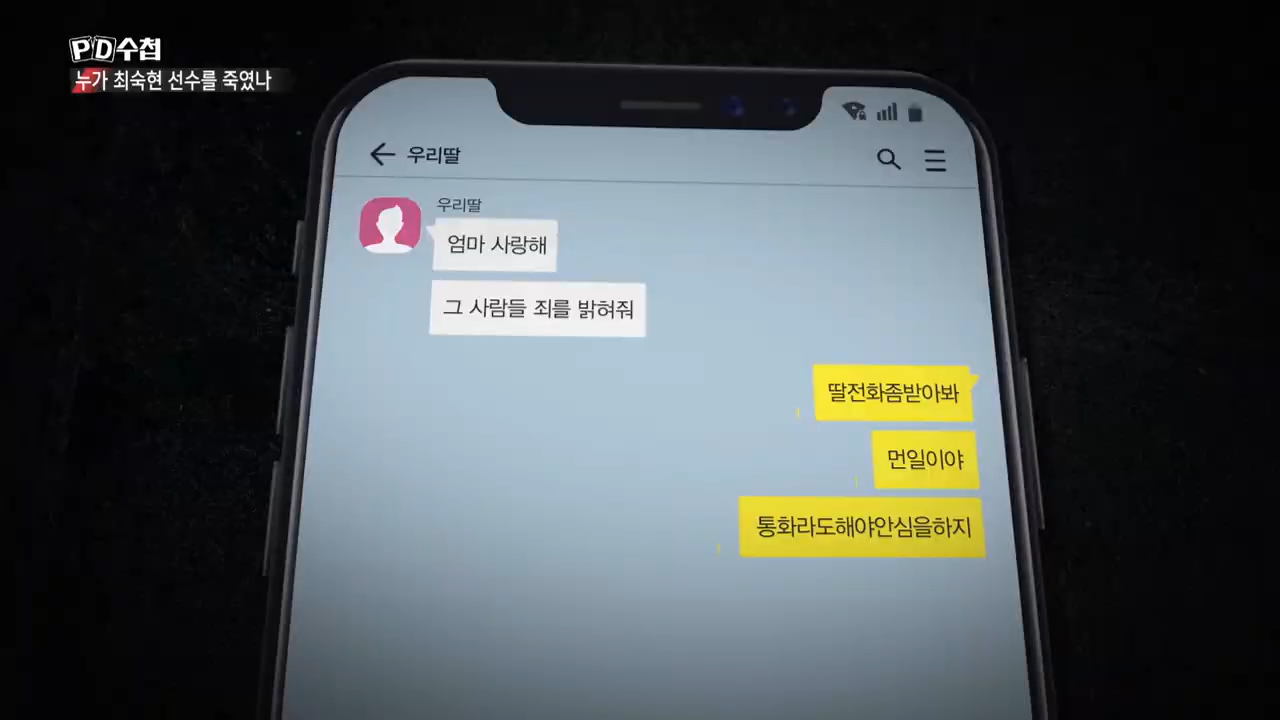 PD수첩
누가 최숙현 선수를 죽였나
우리딸
우리딸
엄마 사랑해
그 사람들 죄를 밝혀줘
딸전화좀받아봐
먼일이야
통화라도해야안심을하지